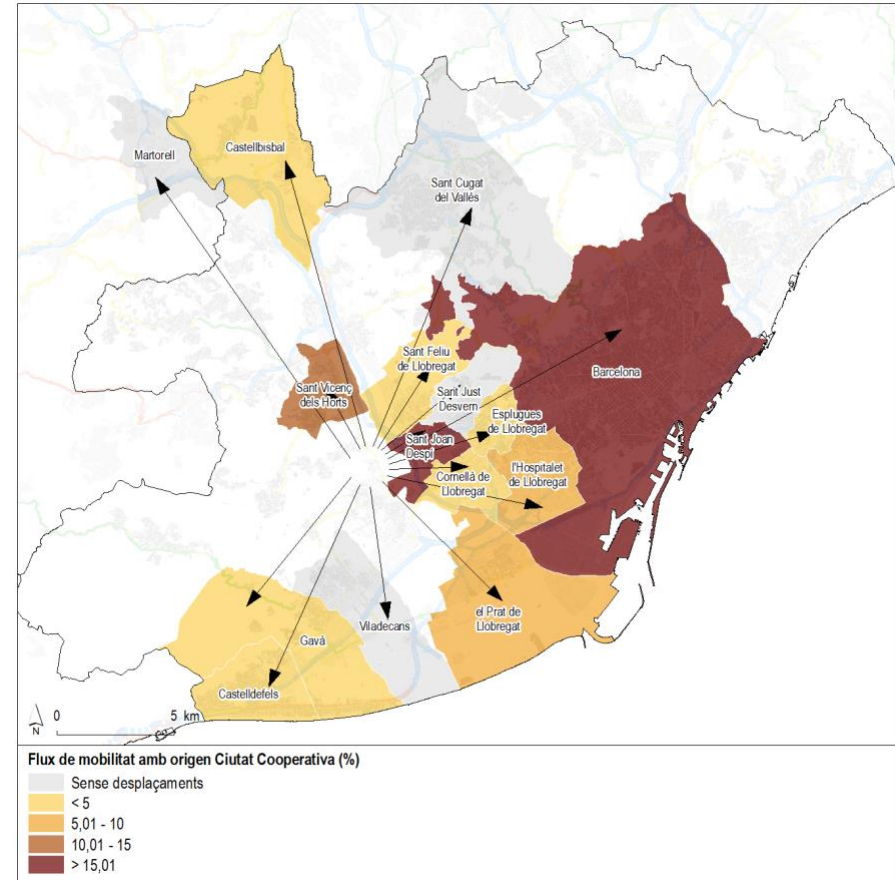 Martorell
Castellbisbal
Sant Cugat
del Vallès
Sant Feliu
de Llobregat
Barcelona
Sant Vicenç
dels Horts
Sant Just
Desvern
Esplugues
de Llobregat
Sant Joan
Despí
Cornellà de
Llobregat
l'Hospitalet
de Llobregat
el Prat de
Llobregat
Viladecans
Gavà
Castelldefels
N
0 5 km
Flux de mobilitat amb origen Ciutat Cooperativa (%)
Sense desplaçaments
< 5
5,01 - 10
10,01 - 15
> 15,01